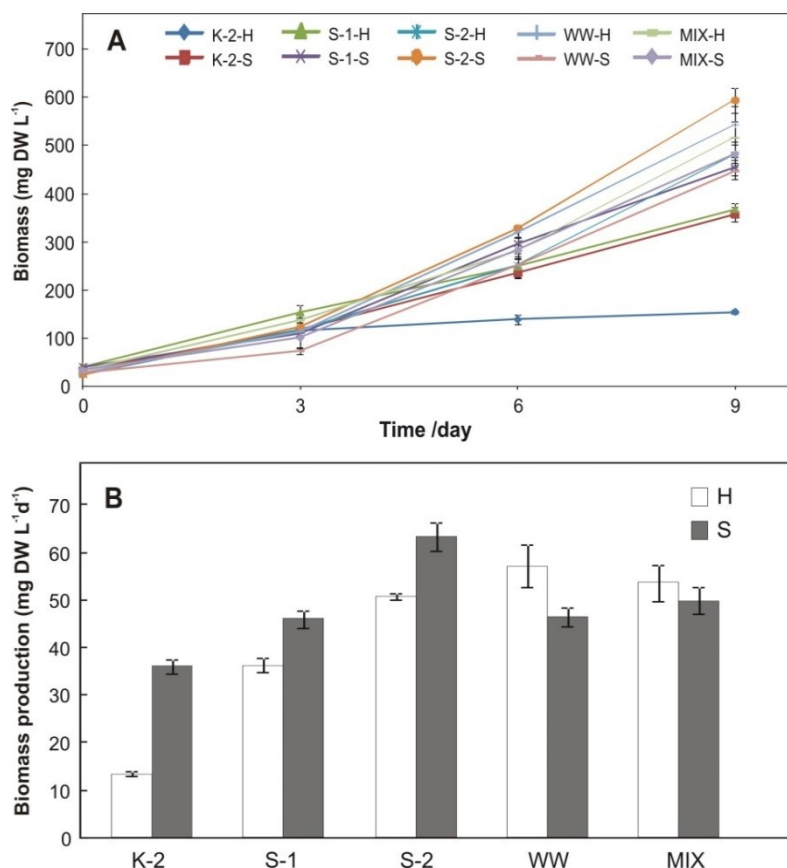 A
K-2-H S-1-H S-2-H WW-H MIX-H
K-2-S S-1-S S-2-S WW-S MIX-S
Biomass (mg DW L⁻¹)
700
600
500
400
300
200
100
0
0 3 6 9
Time /day
B
H
S
Biomass production (mg DW L⁻¹d⁻¹)
70
60
50
40
30
20
10
0
K-2 S-1 S-2 WW MIX